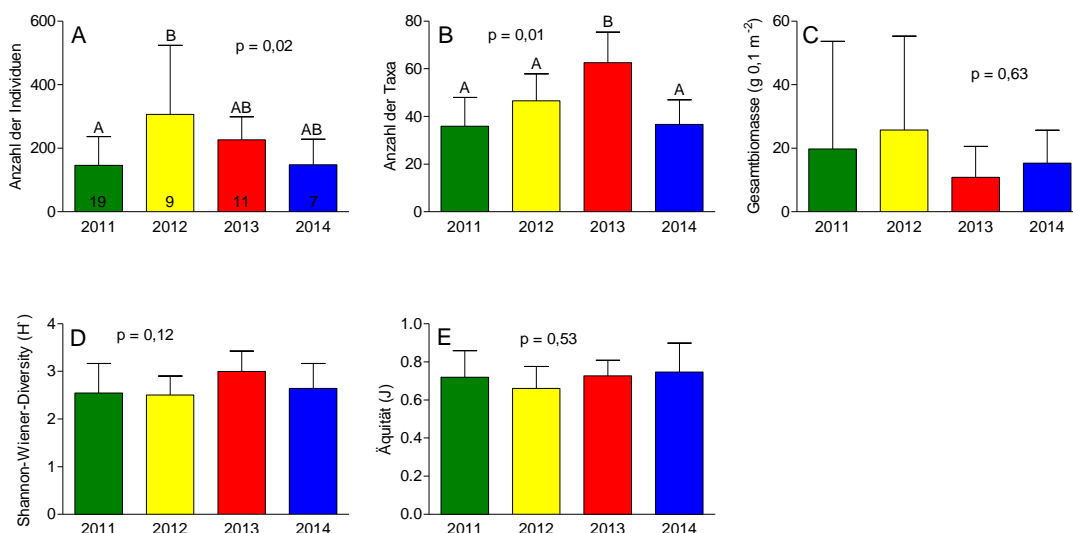 A
p = 0,02
Anzahl der Individuen
600
400
200
0
A
B
AB
AB
19
9
11
7
2011
2012
2013
2014
B
p = 0,01
Anzahl der Taxa
80
60
40
20
0
A
A
B
A
2011
2012
2013
2014
C
p = 0,63
Gesamtbiomasse (g 0,1 m⁻²)
60
40
20
0
2011
2012
2013
2014
D
p = 0,12
Shannon-Wiener-Diversity (H')
4
3
2
1
0
2011
2012
2013
2014
E
p = 0,53
Äquität (J)
1.0
0.8
0.6
0.4
0.2
0.0
2011
2012
2013
2014